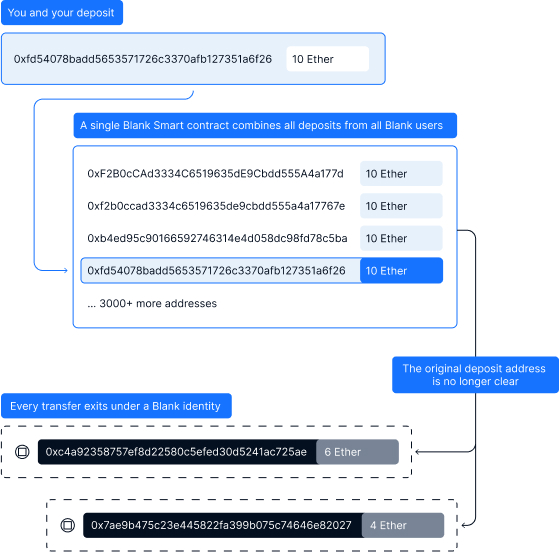 You and your deposit
0xfd54078badd5653571726c3370afb127351a6f26 10 Ether
A single Blank Smart contract combines all deposits from all Blank users
0xF2B0cCAd3334C6519635dE9Cbdd555A4a177d 10 Ether
0xf2b0ccad3334c6519635de9cbdd555a4a17767e 10 Ether
0xb4ed95c90166592746314e4d058dc98fd78c5ba 10 Ether
0xfd54078badd5653571726c3370afb127351a6f26 10 Ether
... 3000+ more addresses
The original deposit address
is no longer clear
Every transfer exits under a Blank identity
0xc4a92358757ef8d22580c5efed30d5241ac725ae 6 Ether
0x7ae9b475c23e445822fa399b075c74646e82027 4 Ether